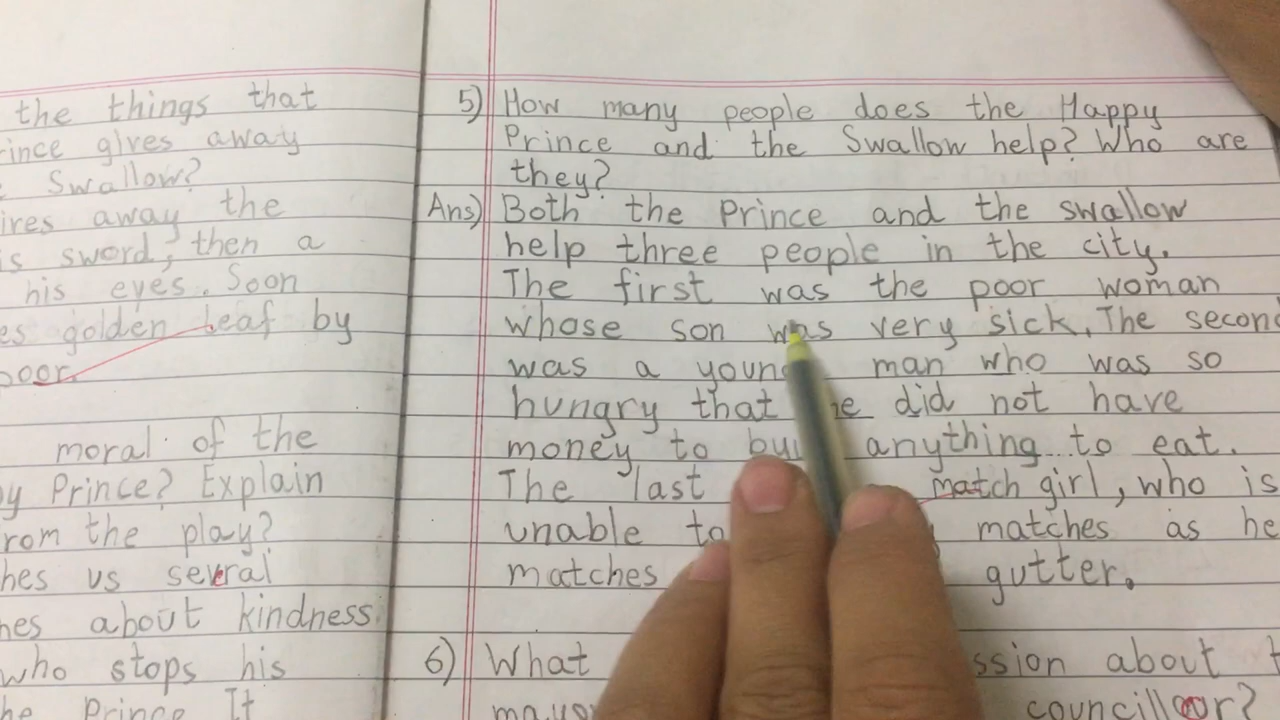 the things that
ince gives away
Swallow?
ires away the
is sword, then a
his eyes. Soon
es golden leaf by
poor.
moral of the
y Prince? Explain
rom the play?
hes us several
hes about kindness.
who stops his
he Prince It
5) How many people does the Happy
Prince and the Swallow help? Who are
they?
Ans) Both the Prince and the swallow
help three people in the city.
The first was the poor woman
whose son was very sick. The second
was a young man who was so
hungry that he did not have
money to buy anything to eat.
The last match girl, who is
unable to matches as he
matches gutter.
6) What ssion about t
mayo councillor?